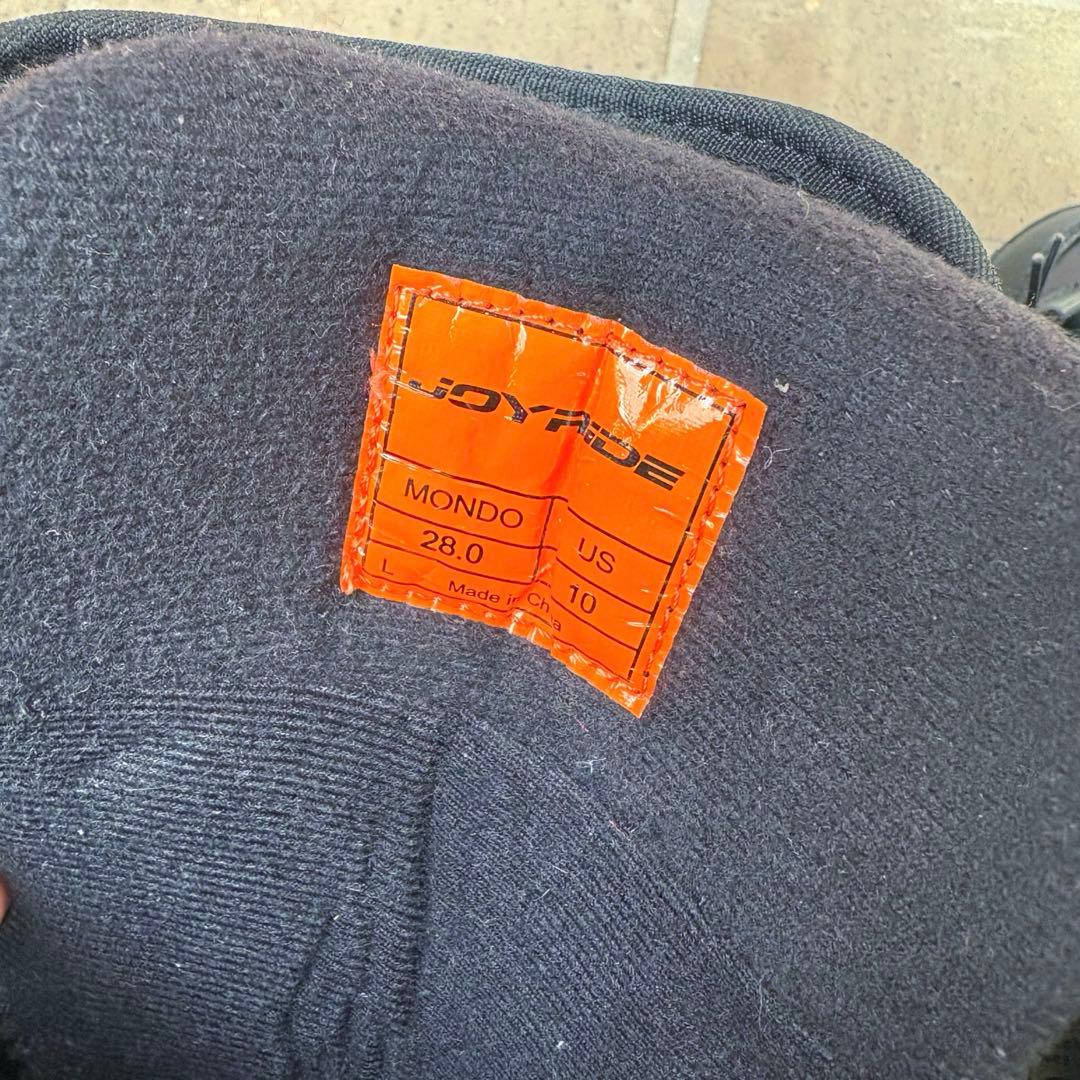 JOYRIDE
MONDO US
28.0 10
L Made in China